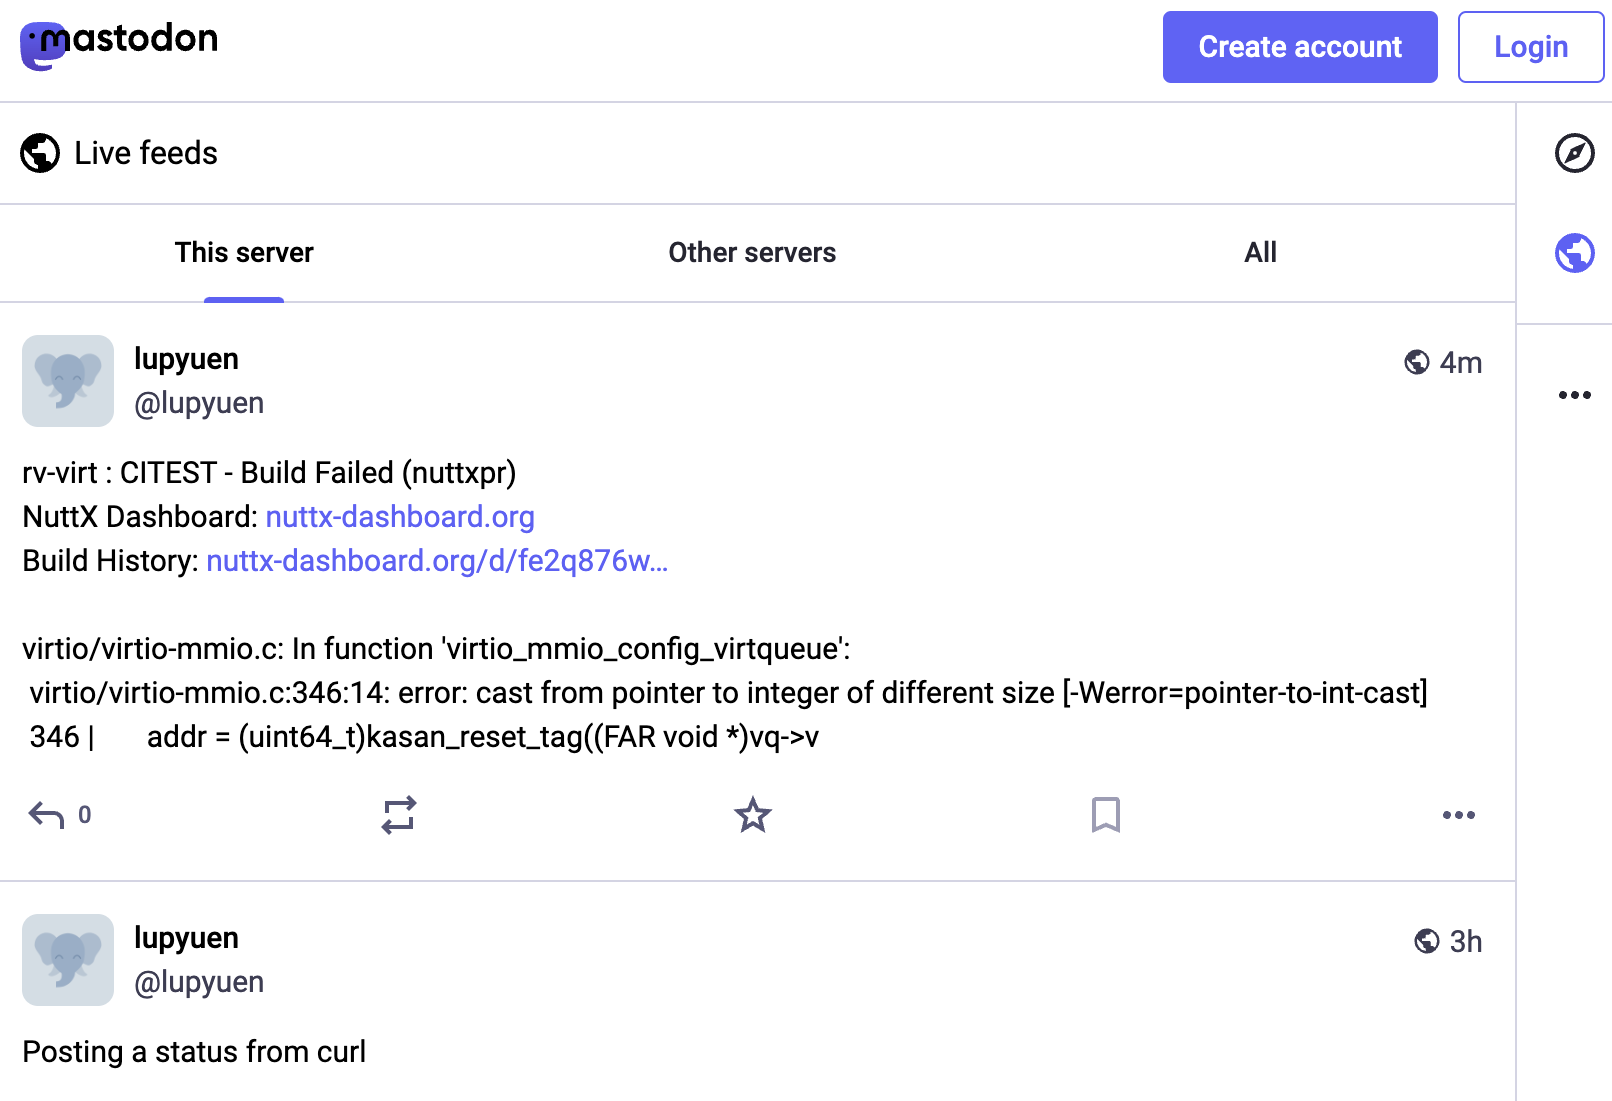 mastodon
Create account
Login
Live feeds
This server
Other servers
All
lupyuen
4m
@lupyuen
rv-virt : CITEST - Build Failed (nuttxpr)
NuttX Dashboard: nuttx-dashboard.org
Build History: nuttx-dashboard.org/d/fe2q876w…
virtio/virtio-mmio.c: In function 'virtio_mmio_config_virtqueue':
virtio/virtio-mmio.c:346:14: error: cast from pointer to integer of different size [-Werror=pointer-to-int-cast]
346 | addr = (uint64_t)kasan_reset_tag((FAR void *)vq->v
0
lupyuen
3h
@lupyuen
Posting a status from curl